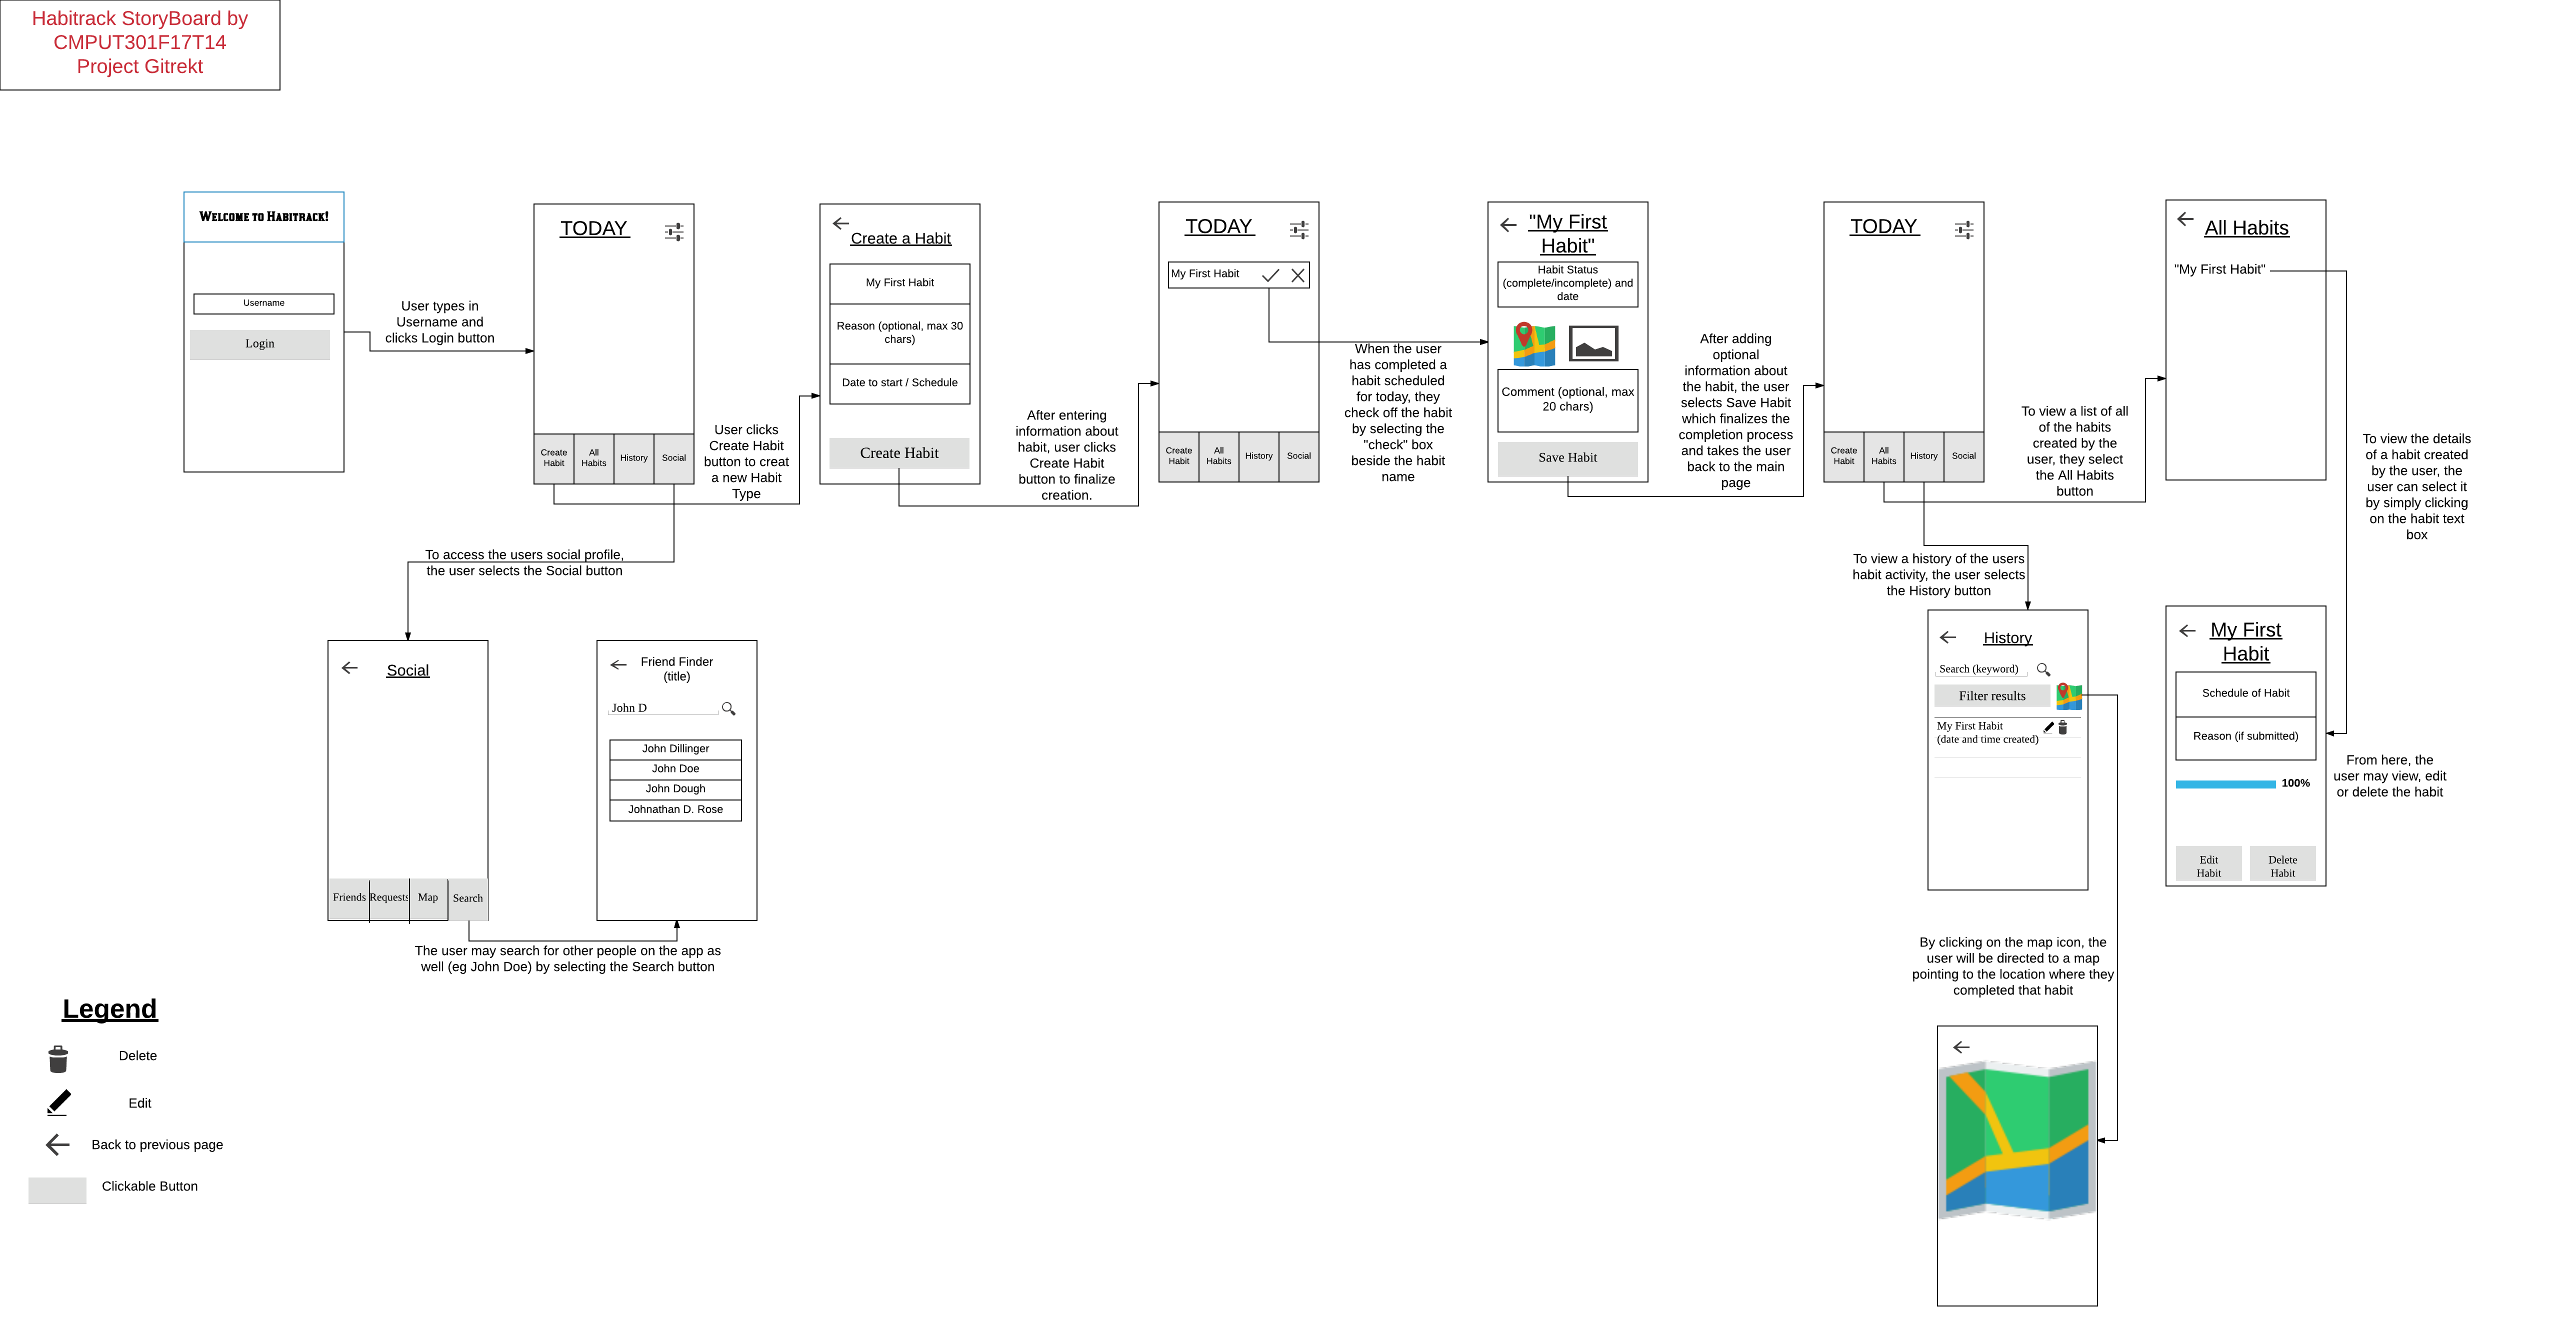 Habitrack StoryBoard by
CMPUT301F17T14
Project Gitrekt
Welcome to Habitrack!
Username
Login
User types in
Username and
clicks Login button
TODAY
Create
Habit
All
Habits
History
Social
User clicks
Create Habit
button to creat
a new Habit
Type
Create a Habit
My First Habit
Reason (optional, max 30
chars)
Date to start / Schedule
Create Habit
After entering
information about
habit, user clicks
Create Habit
button to finalize
creation.
TODAY
My First Habit
Create
Habit
All
Habits
History
Social
When the user
has completed a
habit scheduled
for today, they
check off the habit
by selecting the
"check" box
beside the habit
name
"My First
Habit"
Habit Status
(complete/incomplete) and
date
Comment (optional, max
20 chars)
Save Habit
After adding
optional
information about
the habit, the user
selects Save Habit
which finalizes the
completion process
and takes the user
back to the main
page
TODAY
Create
Habit
All
Habits
History
Social
To view a list of all
of the habits
created by the
user, they select
the All Habits
button
All Habits
"My First Habit"
To view the details
of a habit created
by the user, the
user can select it
by simply clicking
on the habit text
box
To access the users social profile,
the user selects the Social button
Social
Friends
Requests
Map
Search
Friend Finder
(title)
John D
John Dillinger
John Doe
John Dough
Johnathan D. Rose
The user may search for other people on the app as
well (eg John Doe) by selecting the Search button
To view a history of the users
habit activity, the user selects
the History button
History
Search (keyword)
Filter results
My First Habit
(date and time created)
My First
Habit
Schedule of Habit
Reason (if submitted)
100%
Edit
Habit
Delete
Habit
From here, the
user may view, edit
or delete the habit
By clicking on the map icon, the
user will be directed to a map
pointing to the location where they
completed that habit
Legend
Delete
Edit
Back to previous page
Clickable Button